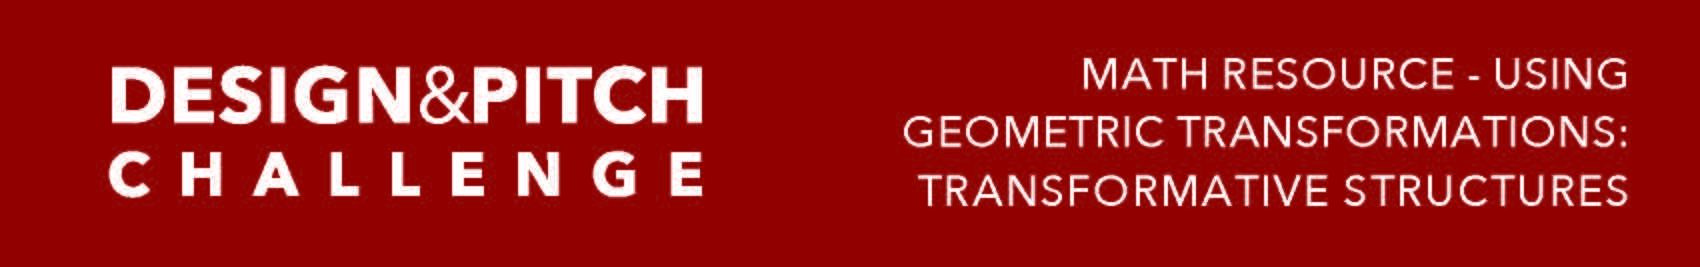 DESIGN&PITCH
CHALLENGE
MATH RESOURCE - USING
GEOMETRIC TRANSFORMATIONS:
TRANSFORMATIVE STRUCTURES